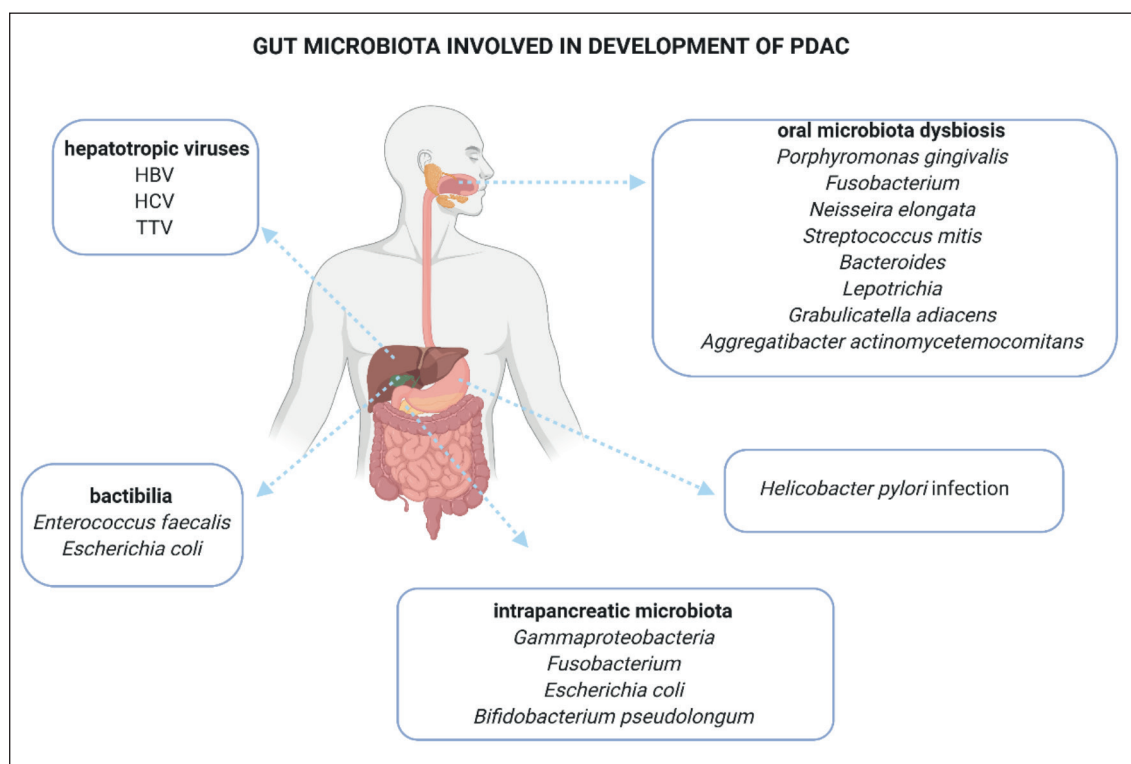 GUT MICROBIOTA INVOLVED IN DEVELOPMENT OF PDAC
hepatotropic viruses
HBV
HCV
TTV
oral microbiota dysbiosis
Porphyromonas gingivalis
Fusobacterium
Neisseira elongata
Streptococcus mitis
Bacteroides
Lepotrichia
Grabulicatella adiacens
Aggregatibacter actinomycetemcomitans
bactibilia
Enterococcus faecalis
Escherichia coli
Helicobacter pylori infection
intrapancreatic microbiota
Gammaproteobacteria
Fusobacterium
Escherichia coli
Bifidobacterium pseudolongum